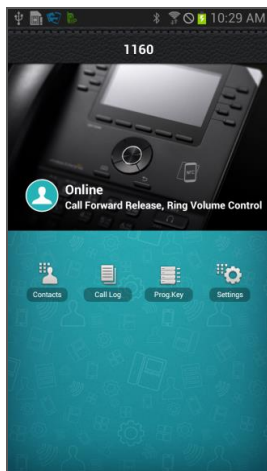 10:29 AM
1160
Online
Call Forward Release, Ring Volume Control
Contacts
Call Log
Prog.Key
Settings